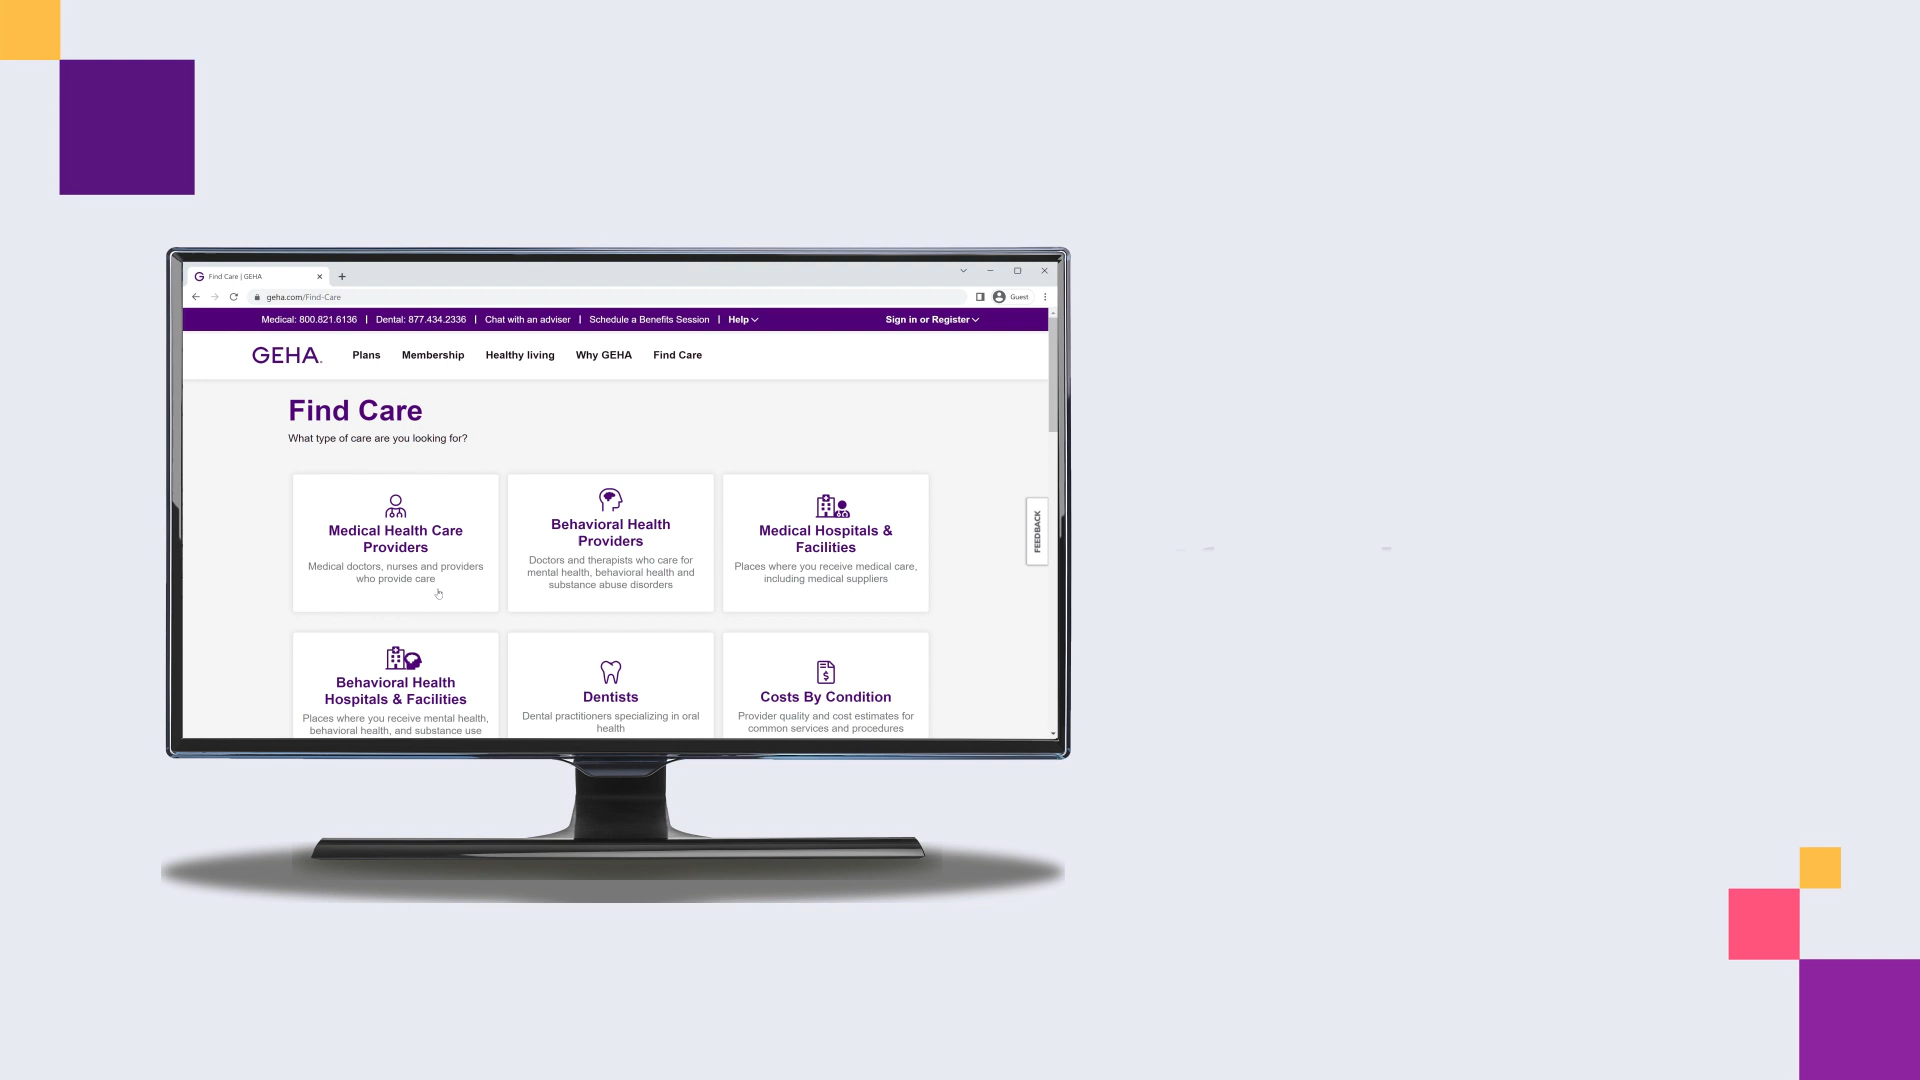 Find Care | GEHA
geha.com/Find-Care
Guest
Medical: 800.821.6136 | Dental: 877.434.2336 | Chat with an adviser | Schedule a Benefits Session | Help
Sign in or Register
GEHA.
Plans Membership Healthy living Why GEHA Find Care
Find Care
What type of care are you looking for?
Medical Health Care
Providers
Medical doctors, nurses and providers
who provide care
Behavioral Health
Providers
Doctors and therapists who care for
mental health, behavioral health and
substance abuse disorders
Medical Hospitals &
Facilities
Places where you receive medical care,
including medical suppliers
FEEDBACK
Behavioral Health
Hospitals & Facilities
Places where you receive mental health,
behavioral health, and substance use
Dentists
Dental practitioners specializing in oral
health
Costs By Condition
Provider quality and cost estimates for
common services and procedures